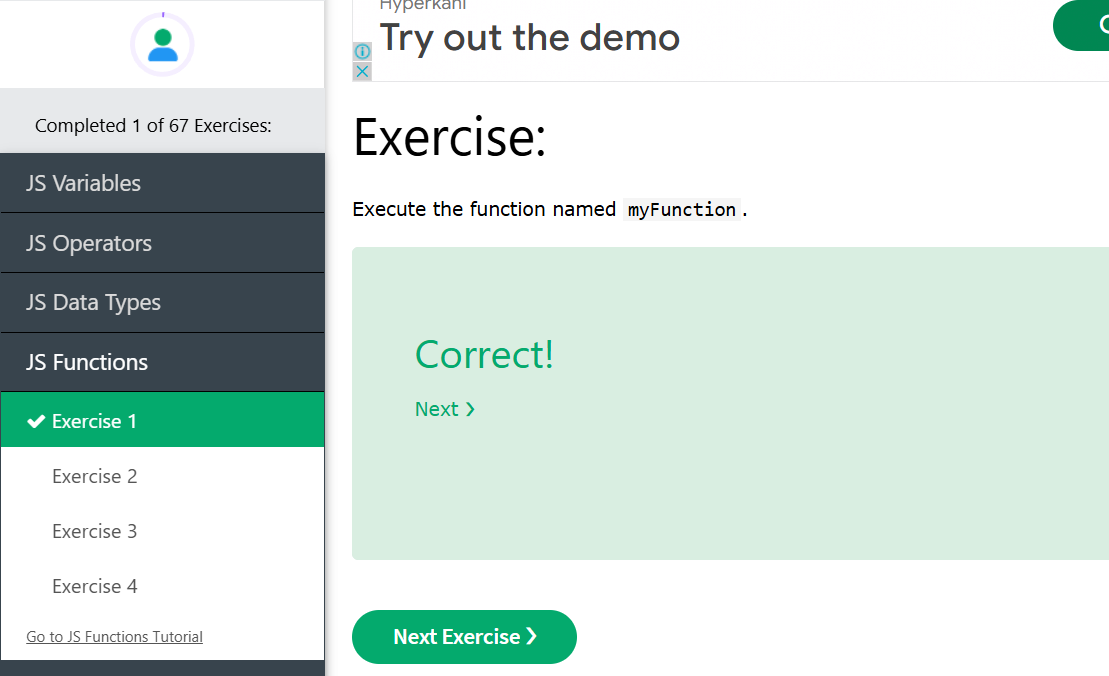 Completed 1 of 67 Exercises:
JS Variables
JS Operators
JS Data Types
JS Functions
Exercise 1
Exercise 2
Exercise 3
Exercise 4
Go to JS Functions Tutorial
Hyperkani
Try out the demo
Exercise:
Execute the function named myFunction.
Correct!
Next ❯
Next Exercise ❯